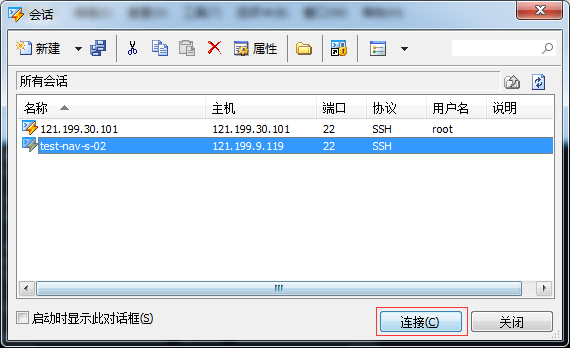 会话
新建 属性
所有会话
名称 主机 端口 协议 用户名 说明
121.199.30.101 121.199.30.101 22 SSH root
test-nav-s-02 121.199.9.119 22 SSH
启动时显示此对话框(S) 连接(C) 关闭